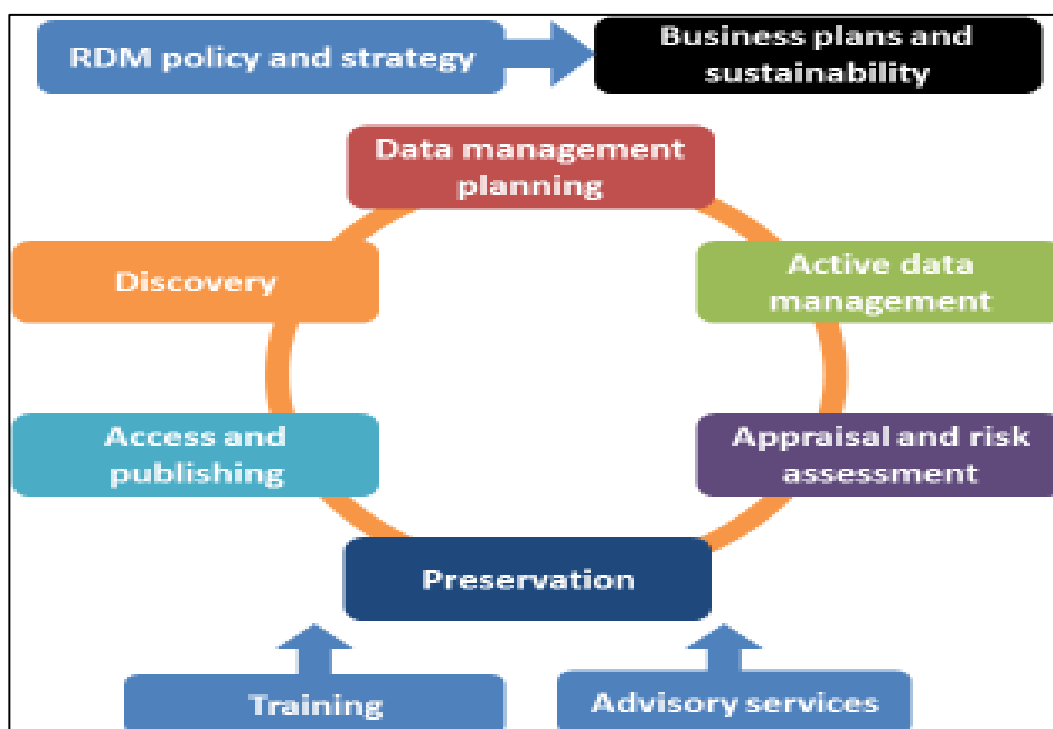 RDM policy and strategy
Business plans and
sustainability
Data management
planning
Discovery
Active data
management
Access and
publishing
Appraisal and risk
assessment
Preservation
Training
Advisory services